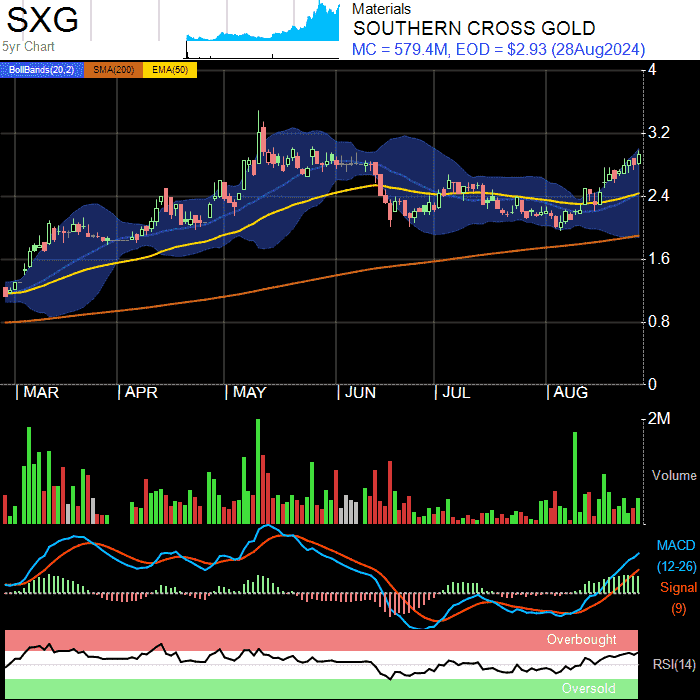 SXG
5yr Chart
Materials
SOUTHERN CROSS GOLD
MC = 579.4M, EOD = $2.93 (28Aug2024)
BollBands(20,2) SMA(200) EMA(50)
4
3.2
2.4
1.6
0.8
0
MAR APR MAY JUN JUL AUG
2M
Volume
MACD
(12-26)
Signal
(9)
Overbought
RSI(14)
Oversold